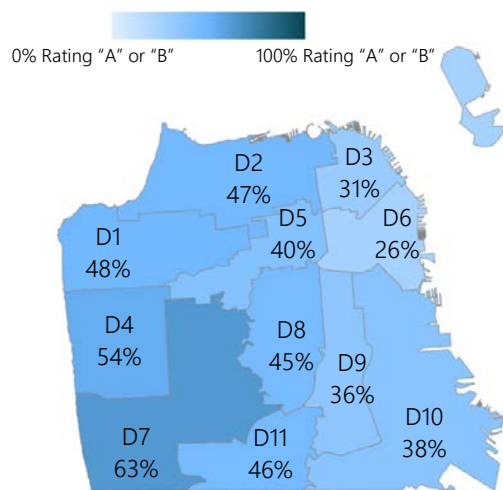 0% Rating “A” or “B”
100% Rating “A” or “B”
D2
47%
D3
31%
D5
40%
D6
26%
D1
48%
D4
54%
D8
45%
D9
36%
D10
38%
D7
63%
D11
46%